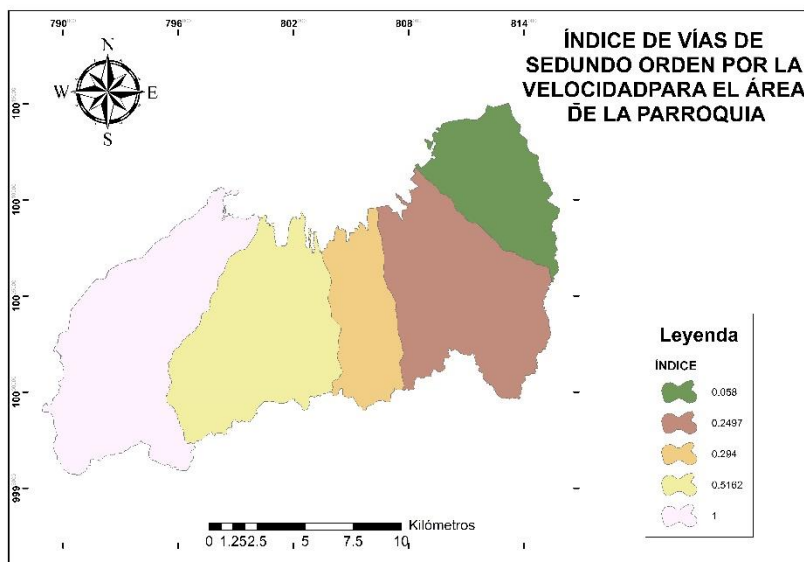 790
796
802
808
814
ÍNDICE DE VÍAS DE
SEDUNDO ORDEN POR LA
VELOCIDADPARA EL ÁREA
DE LA PARROQUIA
N
W E
S
100
100
100
100
999
Leyenda
ÍNDICE
0.058
0.2497
0.294
0.5162
1
Kilómetros
0 1.25 2.5 5 7.5 10